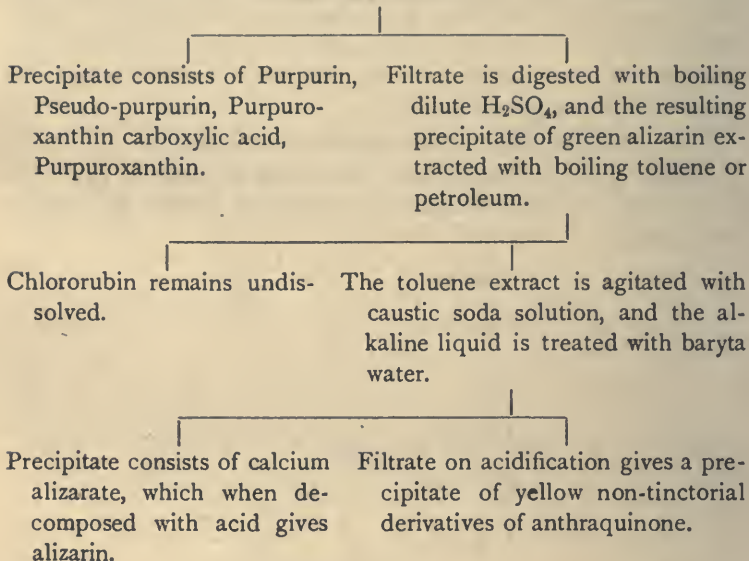 Precipitate consists of Purpurin,
Pseudo-purpurin, Purpuro-
xanthin carboxylic acid,
Purpuroxanthin.
Filtrate is digested with boiling
dilute H₂SO₄, and the resulting
precipitate of green alizarin ex-
tracted with boiling toluene or
petroleum.
Chlororubin remains undis-
solved.
The toluene extract is agitated with
caustic soda solution, and the al-
kaline liquid is treated with baryta
water.
Precipitate consists of calcium
alizarate, which when de-
composed with acid gives
alizarin.
Filtrate on acidification gives a pre-
cipitate of yellow non-tinctorial
derivatives of anthraquinone.